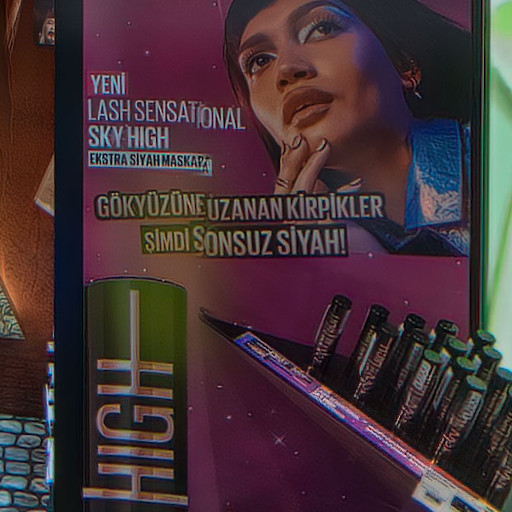 YENİ
LASH SENSATIONAL
SKY HIGH
EKSTRA SİYAH MASKARA
GÖKYÜZÜNE UZANAN KİRPİKLER
ŞİMDİ SONSUZ SİYAH!
HIGH